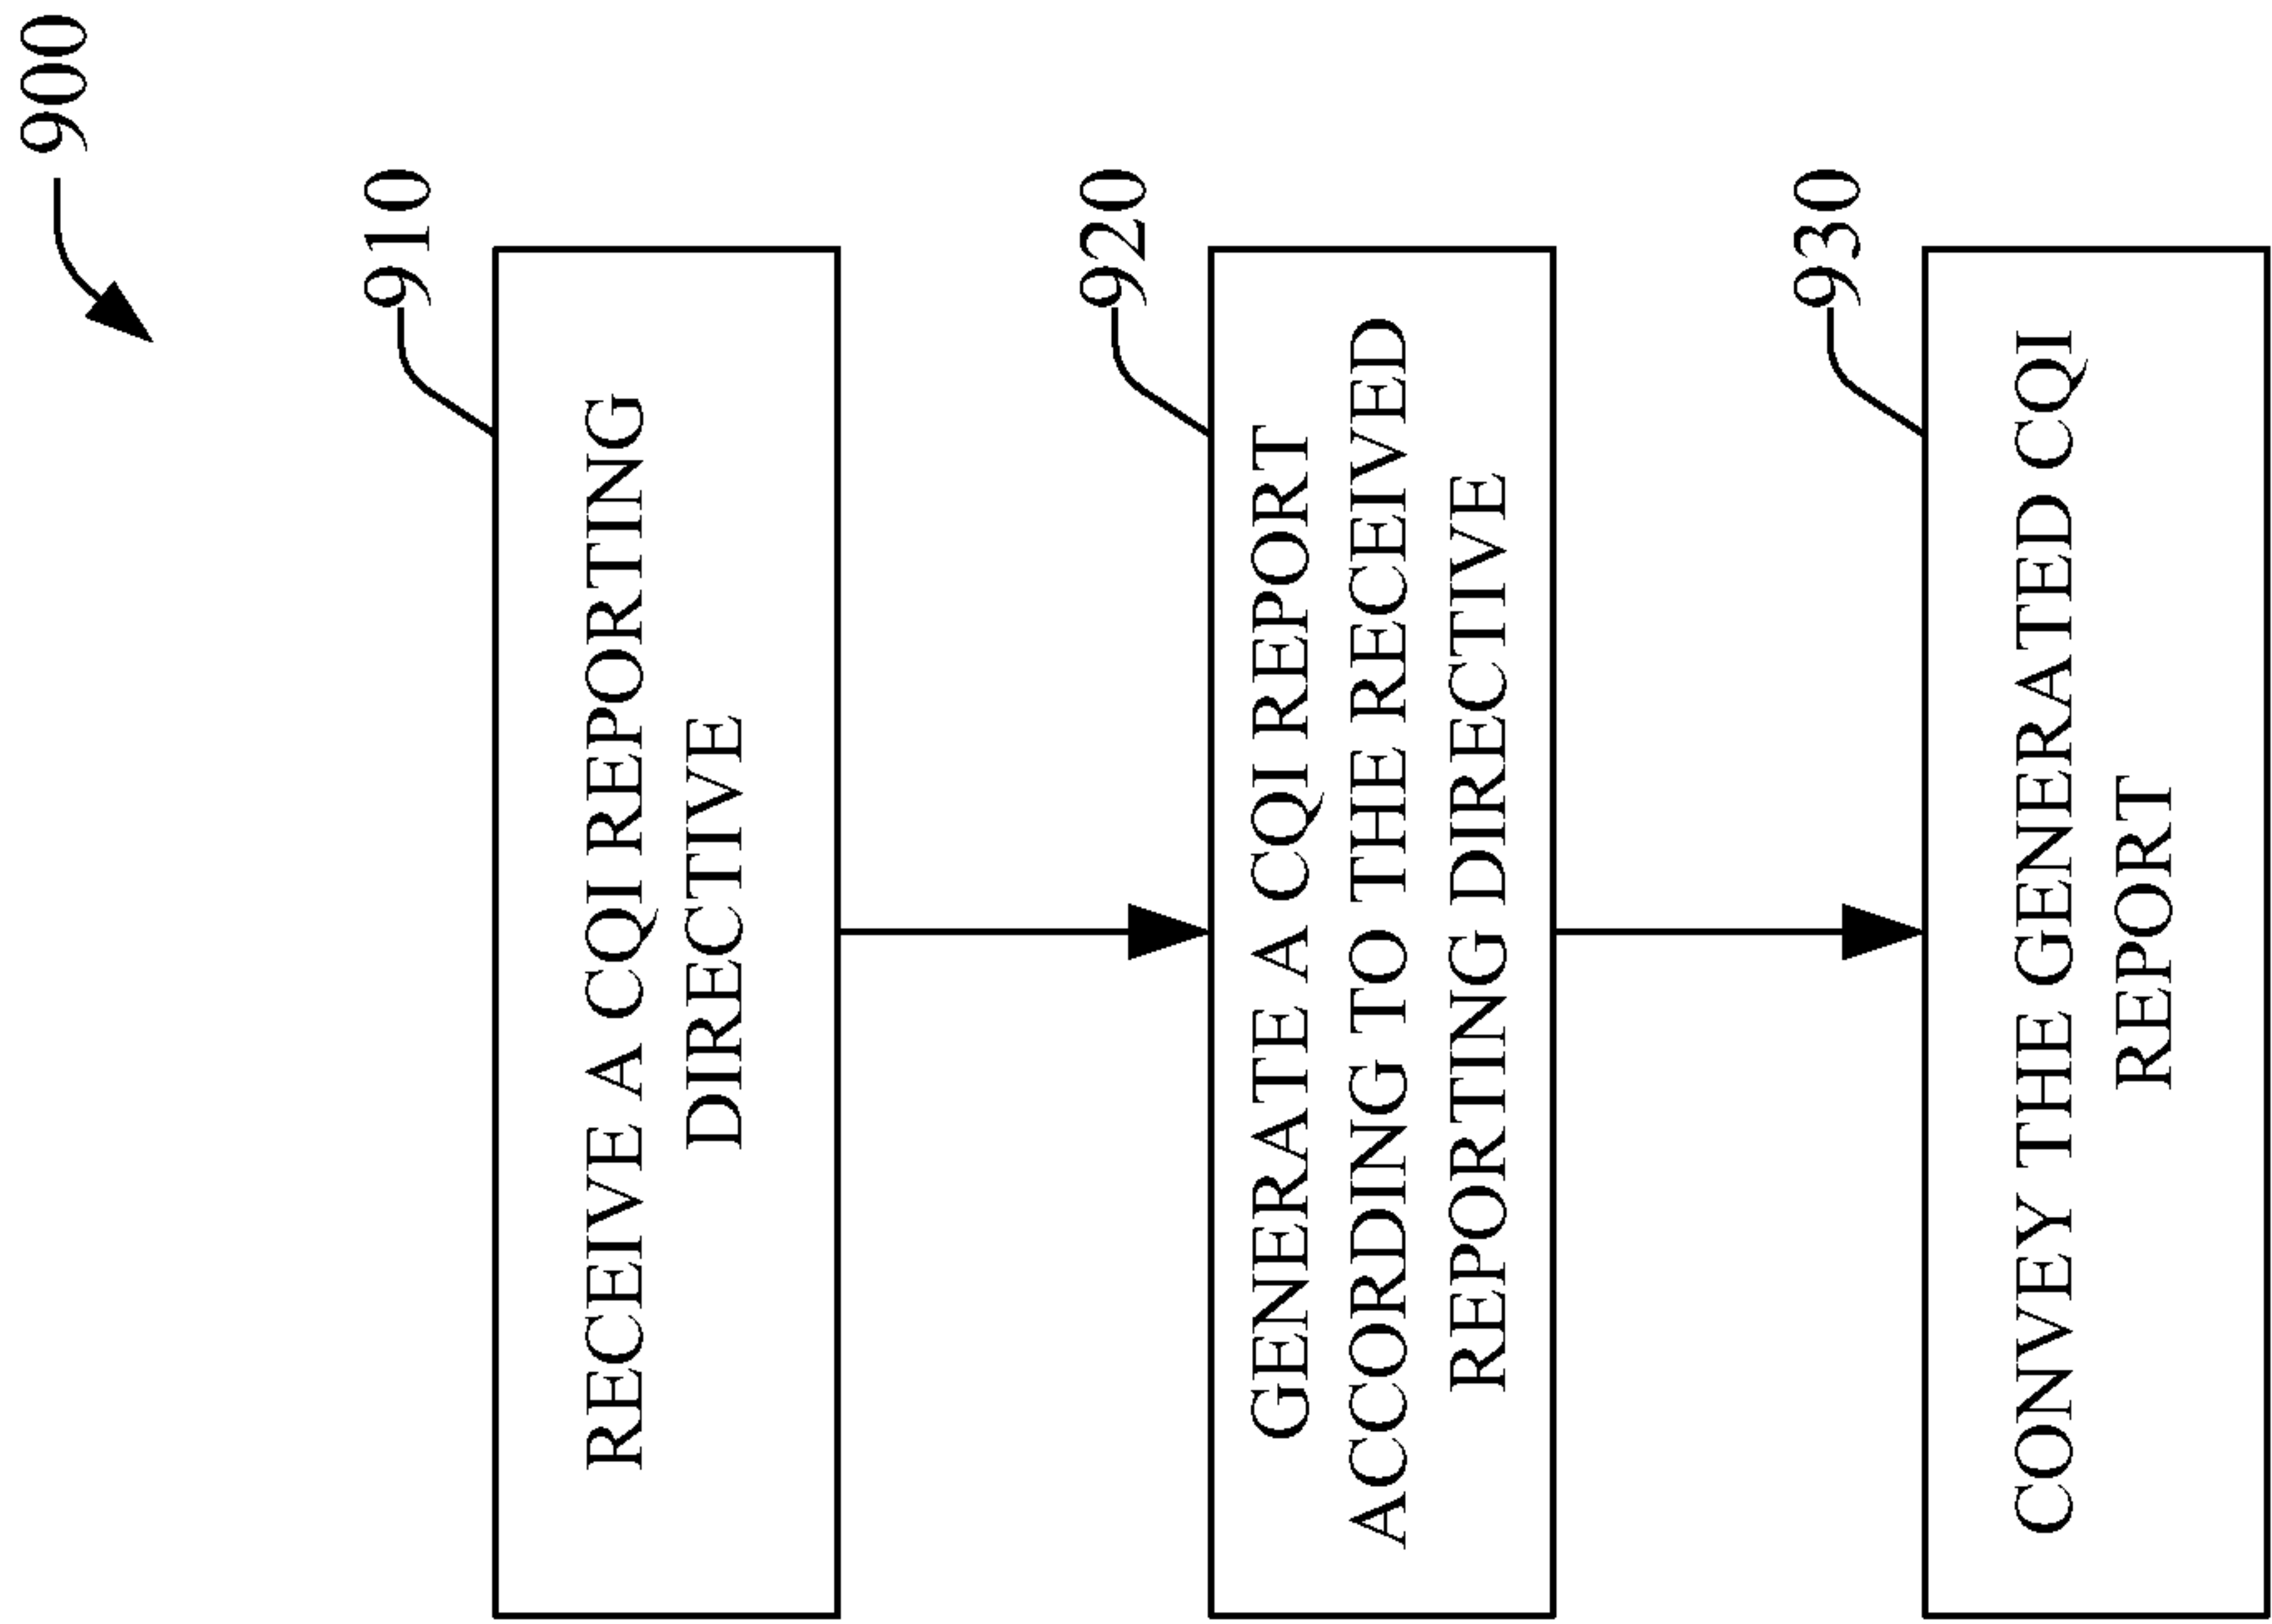 900
910
RECEIVE A CQI REPORTING
DIRECTIVE
920
GENERATE A CQI REPORT
ACCORDING TO THE RECEIVED
REPORTING DIRECTIVE
930
CONVEY THE GENERATED CQI
REPORT